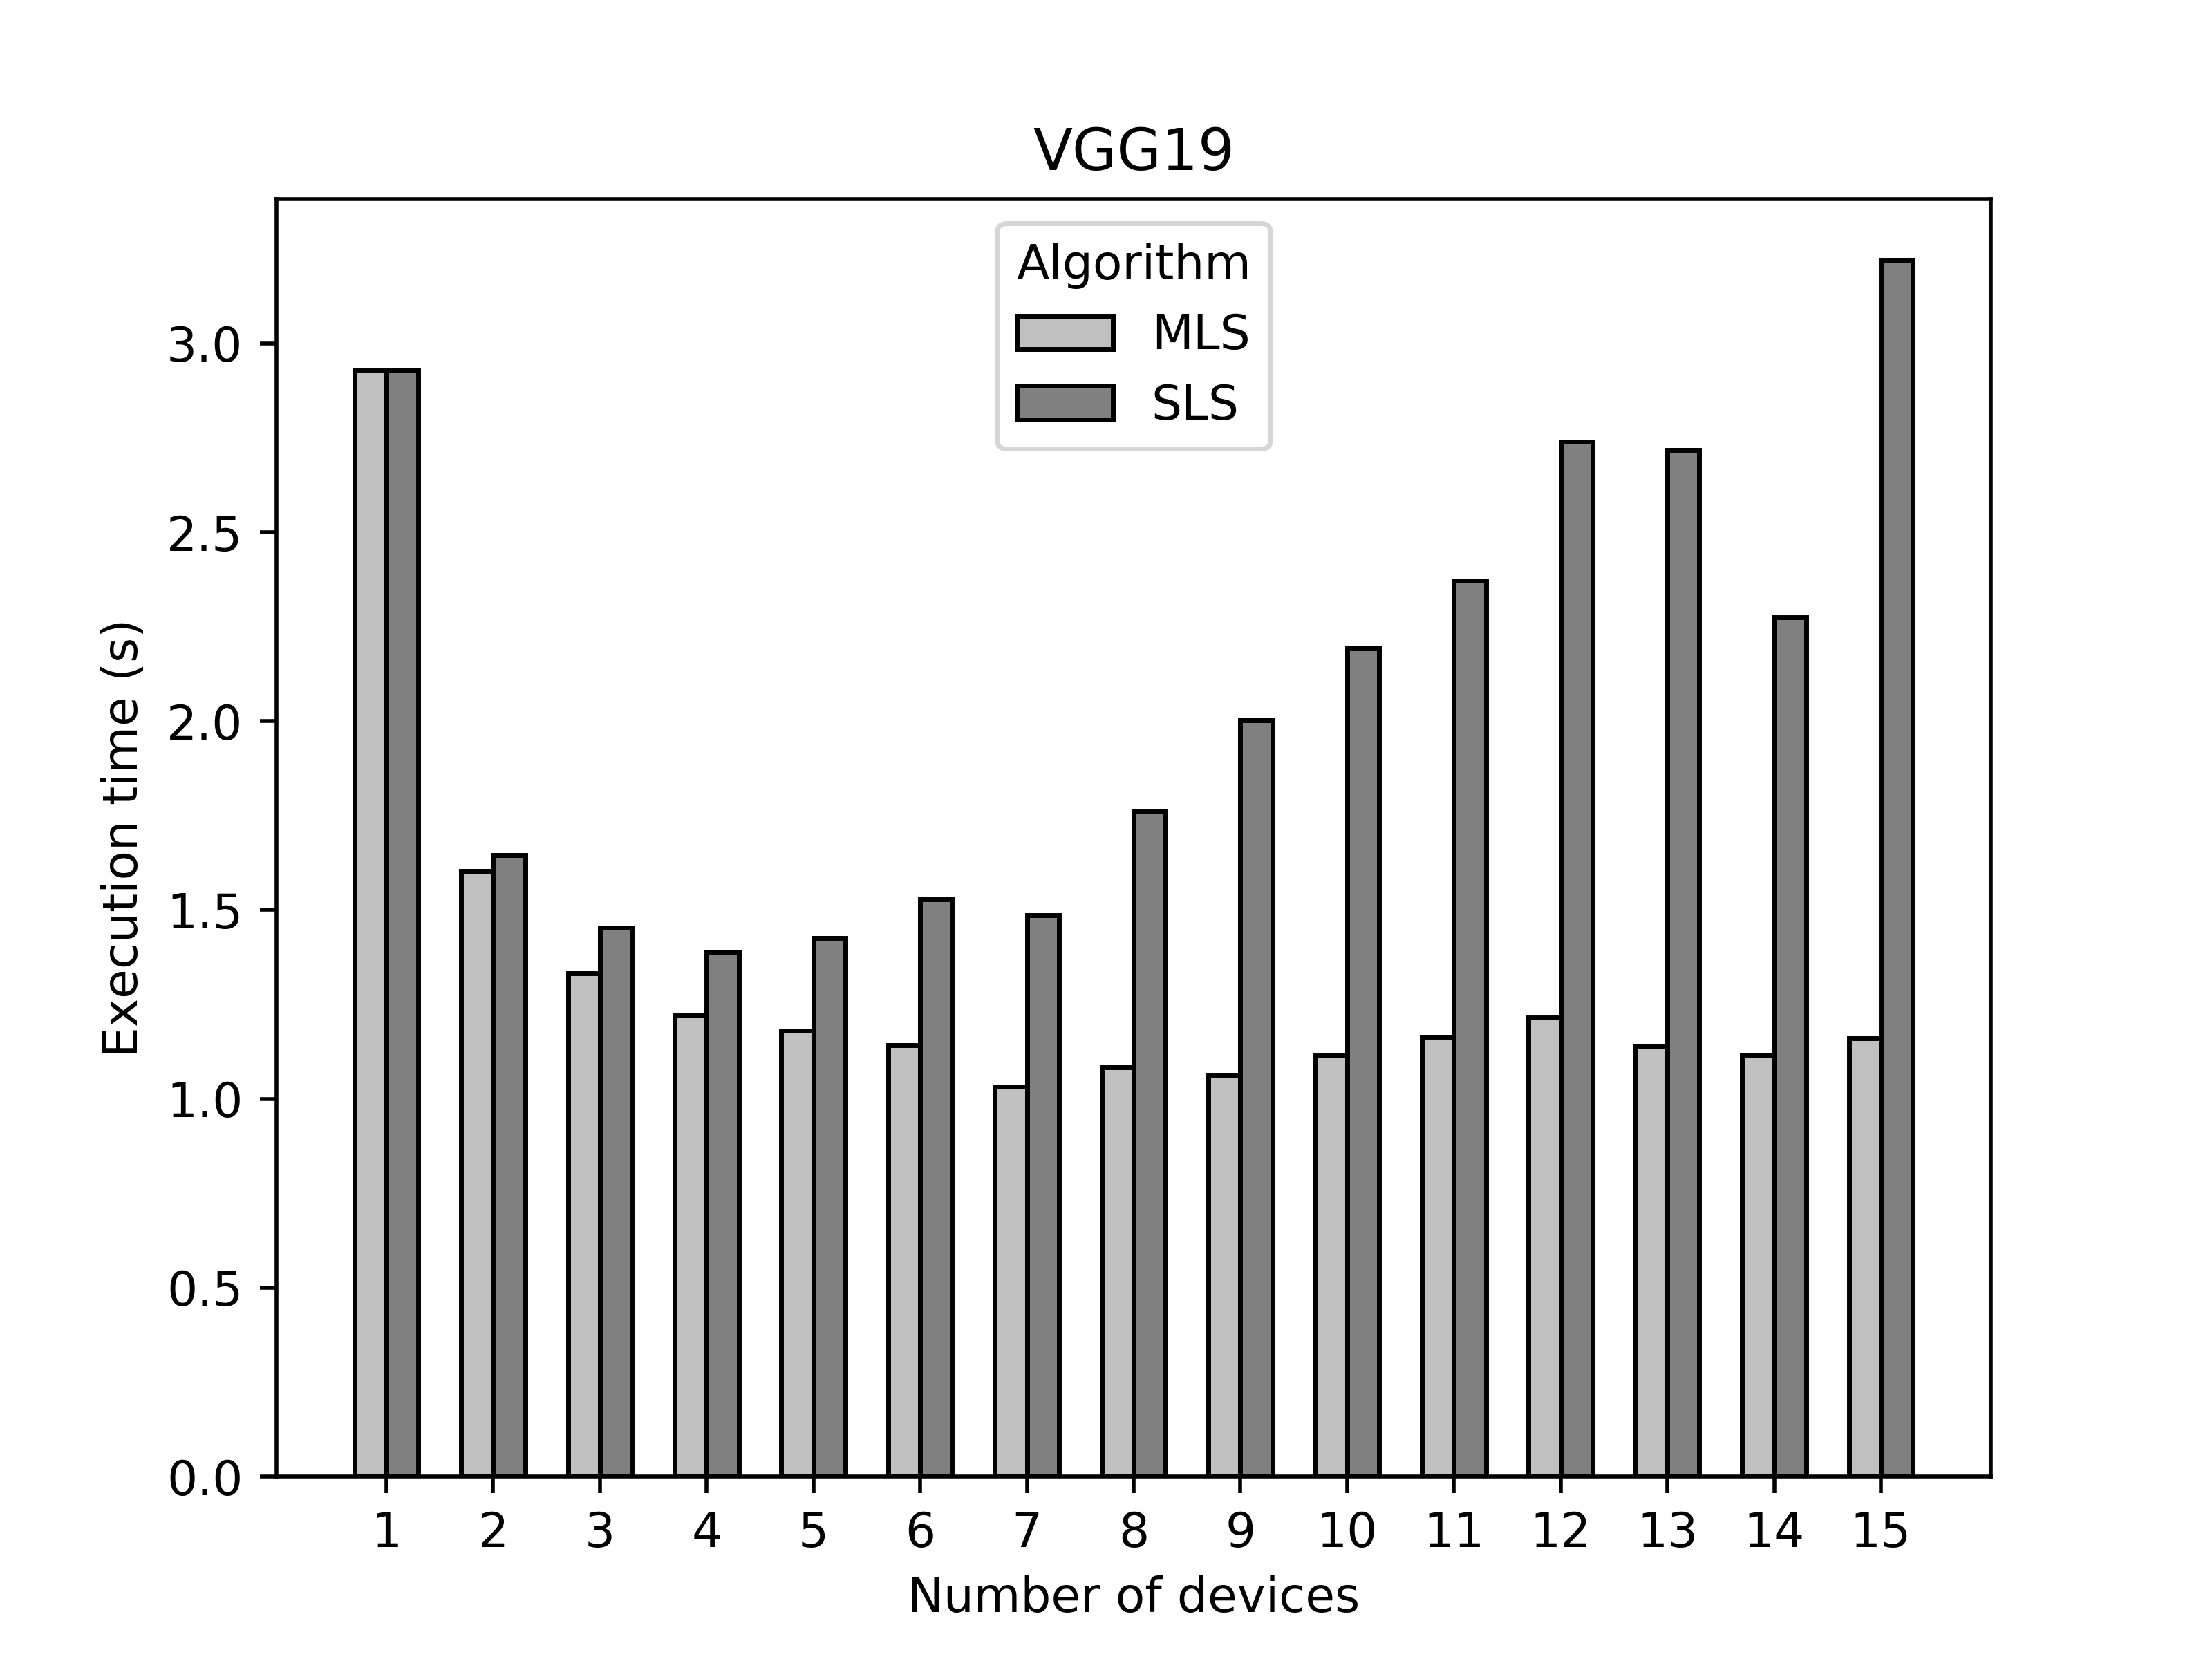 VGG19
Algorithm
MLS
SLS
Execution time (s)
3.0
2.5
2.0
1.5
1.0
0.5
0.0
1 2 3 4 5 6 7 8 9 10 11 12 13 14 15
Number of devices